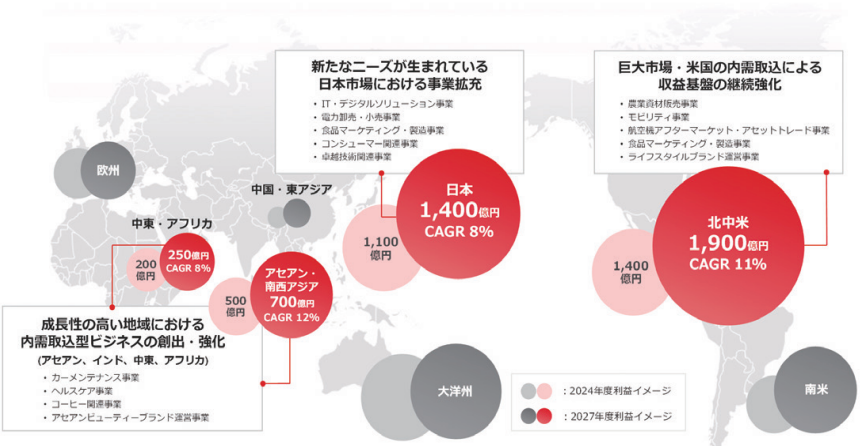 新たなニーズが生まれている
日本市場における事業拡充
・ IT・デジタルソリューション事業
・ 電力卸売・小売事業
・ 食品マーケティング・製造事業
・ コンシューマー関連事業
・ 卓越技術関連事業
巨大市場・米国の内需取込による
収益基盤の継続強化
・ 農業資材販売事業
・ モビリティ事業
・ 航空機アフターマーケット・アセットトレード事業
・ 食品マーケティング・製造事業
・ ライフスタイルブランド運営事業
欧州
中国・東アジア
日本
1,400億円
CAGR 8%
1,100
億円
北中米
1,900億円
CAGR 11%
1,400
億円
中東・アフリカ
200
億円
250億円
CAGR 8%
500
億円
アセアン・
南西アジア
700億円
CAGR 12%
成長性の高い地域における
内需取込型ビジネスの創出・強化
(アセアン、インド、中東、アフリカ)
・ カーメンテナンス事業
・ ヘルスケア事業
・ コーヒー関連事業
・ アセアンビューティーブランド運営事業
大洋州
南米
：2024年度利益イメージ
：2027年度利益イメージ